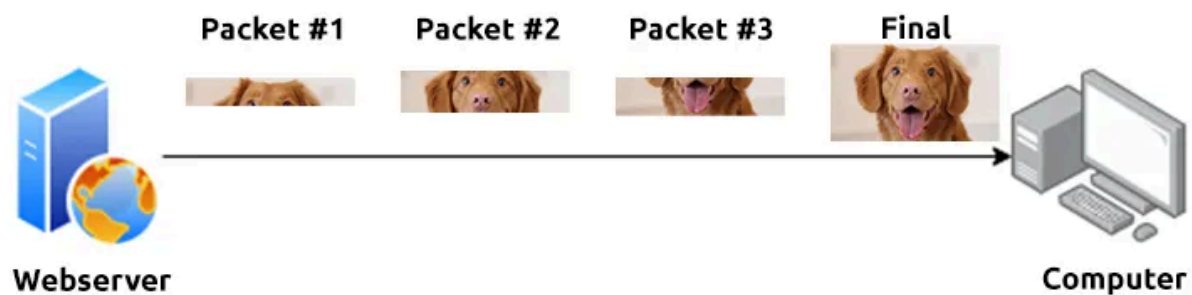 Packet #1
Packet #2
Packet #3
Final
Webserver
Computer